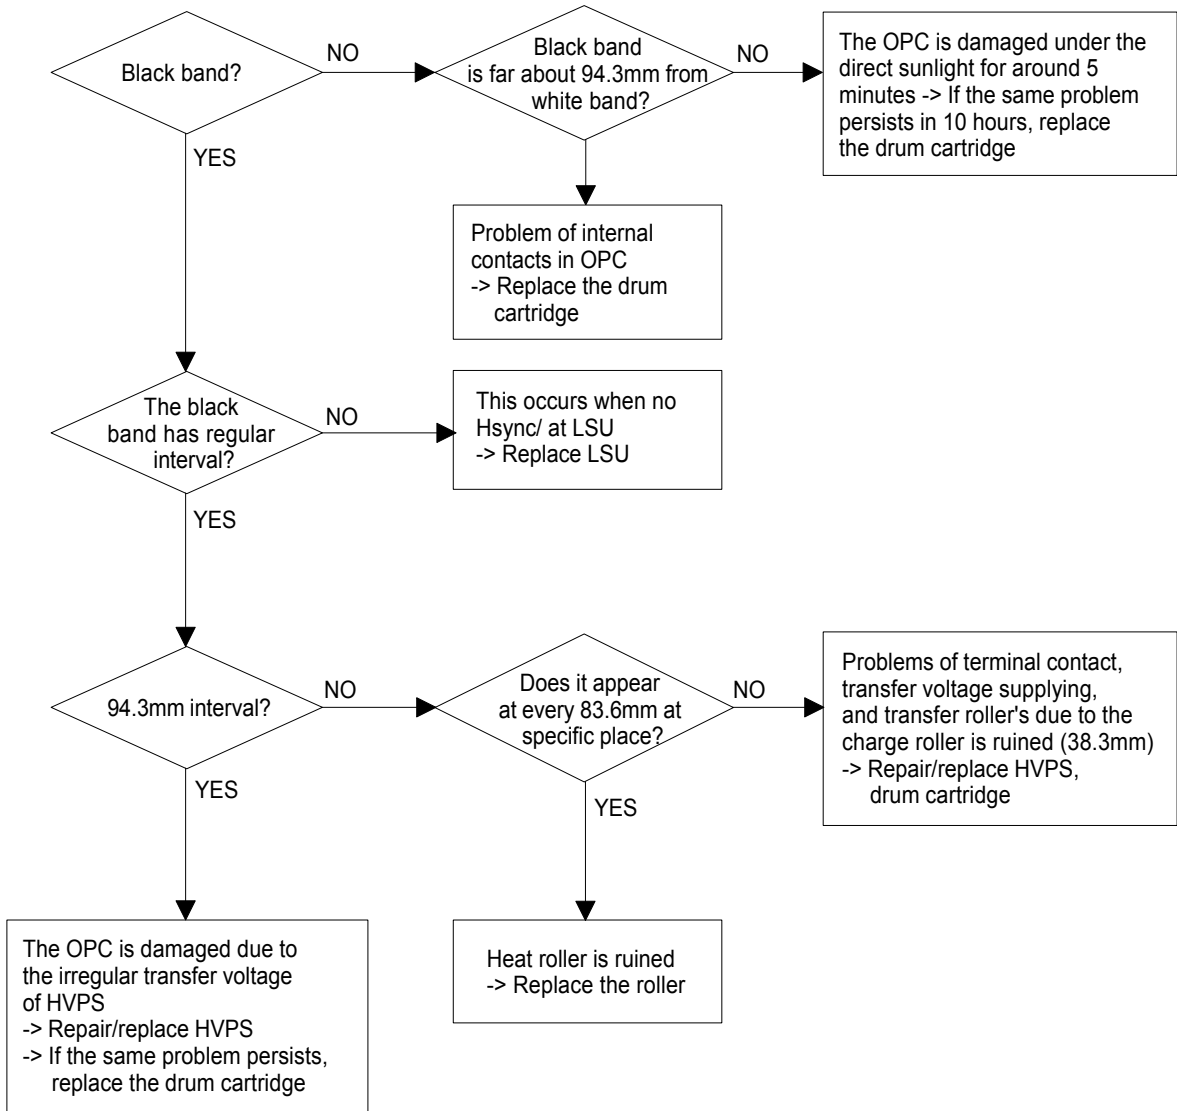 Black band?
NO
Black band
is far about 94.3mm from
white band?
NO
The OPC is damaged under the
direct sunlight for around 5
minutes -> If the same problem
persists in 10 hours, replace
the drum cartridge
YES
Problem of internal
contacts in OPC
-> Replace the drum
cartridge
The black
band has regular
interval?
NO
This occurs when no
Hsync/ at LSU
-> Replace LSU
YES
94.3mm interval?
NO
Does it appear
at every 83.6mm at
specific place?
NO
Problems of terminal contact,
transfer voltage supplying,
and transfer roller's due to the
charge roller is ruined (38.3mm)
-> Repair/replace HVPS,
drum cartridge
YES
YES
The OPC is damaged due to
the irregular transfer voltage
of HVPS
-> Repair/replace HVPS
-> If the same problem persists,
replace the drum cartridge
Heat roller is ruined
-> Replace the roller